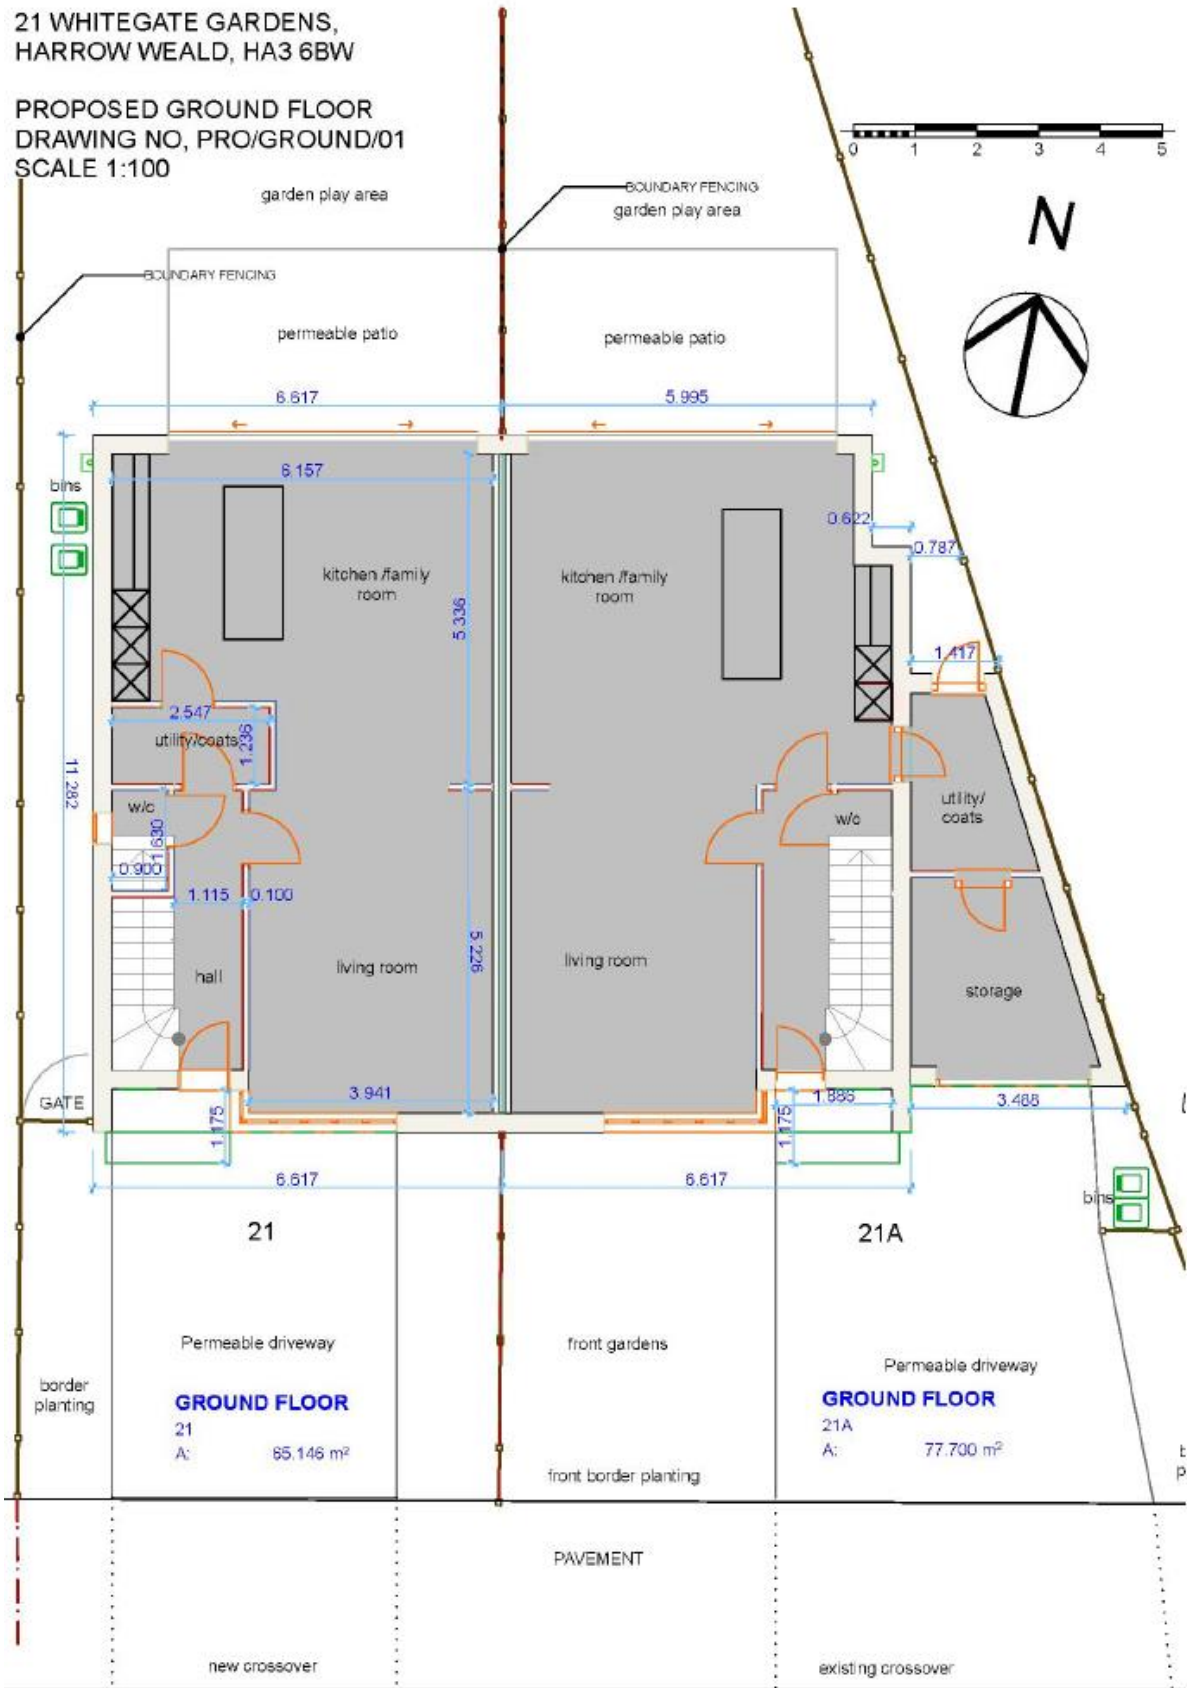 21 WHITEGATE GARDENS,
HARROW WEALD, HA3 6BW
PROPOSED GROUND FLOOR
DRAWING NO, PRO/GROUND/01
SCALE 1:100
0 1 2 3 4 5
N
garden play area
BOUNDARY FENCING
garden play area
BOUNDARY FENCING
permeable patio
permeable patio
6.617
5.995
bins
6.157
0.622
0.787
kitchen /family
room
kitchen /family
room
5.336
1.417
2.547
utility/coats
1.236
11.282
w/c
1.630
0.900
w/c
utility/
coats
1.115
0.100
hall
living room
5.226
living room
storage
GATE
3.941
1.175
1.175
1.886
3.468
6.617
6.617
bins
21
21A
Permeable driveway
front gardens
Permeable driveway
border
planting
GROUND FLOOR
21
A: 65.146 m²
GROUND FLOOR
21A
A: 77.700 m²
front border planting
PAVEMENT
new crossover
existing crossover